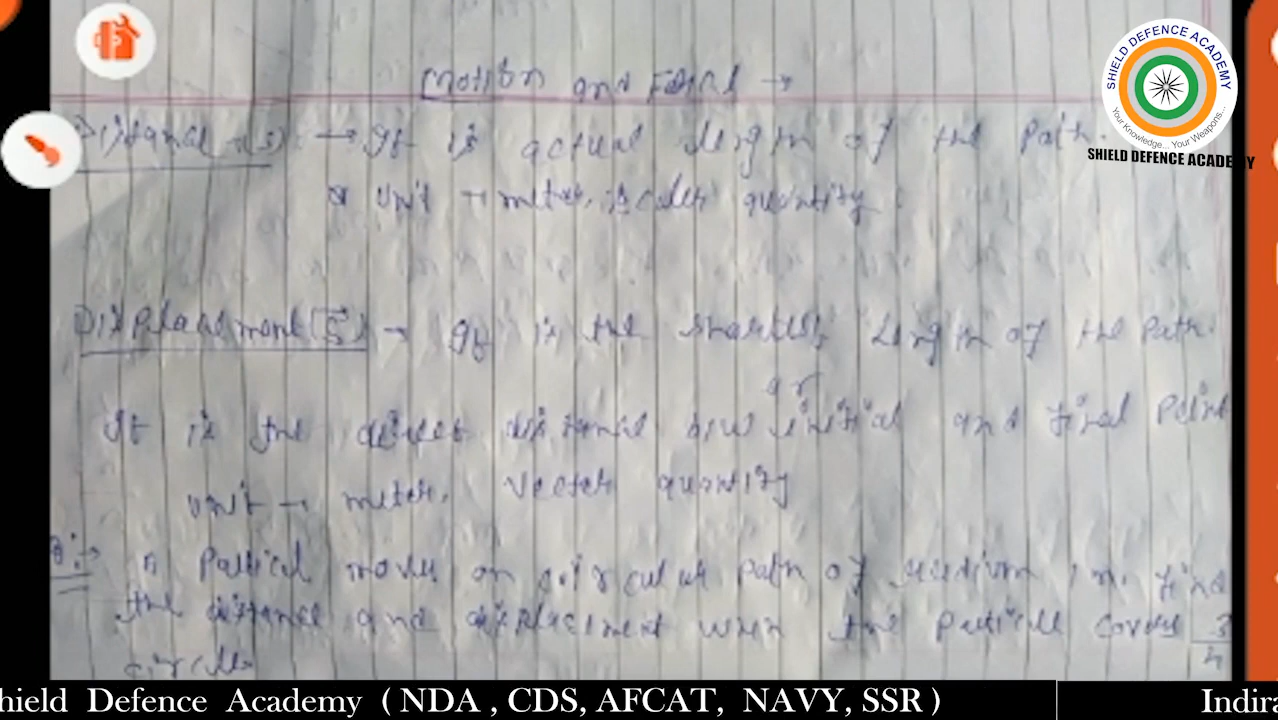 Motion and Force →
Distance (s) → It is actual length of the Path.
Unit → meter, scaler quantity
Displacement (s) → It is the shortest length of the Path.
or
It is the direct distance b/w initial and final Point
Unit → meter, vector quantity
Q:→ A Particle moves on circular path of radius 1 m. find
the distance and displacement when the Particle covers 3/4
circle.
SHIELD DEFENCE ACADEMY
Your Knowledge... Your Weapons...
SHIELD DEFENCE ACADEMY
hield Defence Academy ( NDA , CDS, AFCAT, NAVY, SSR ) Indira